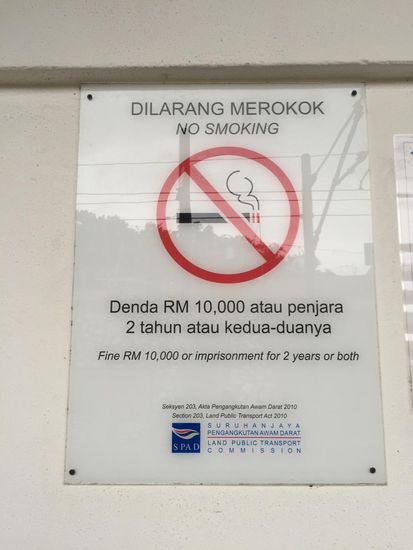 DILARANG MEROKOK
NO SMOKING
Denda RM 10,000 atau penjara
2 tahun atau kedua-duanya
Fine RM 10,000 or imprisonment for 2 years or both
Seksyen 203, Akta Pengangkutan Awam Darat 2010
Section 203, Land Public Transport Act 2010
SPAD
SURUHANJAYA
PENGANGKUTAN AWAM DARAT
LAND PUBLIC TRANSPORT
COMMISSION